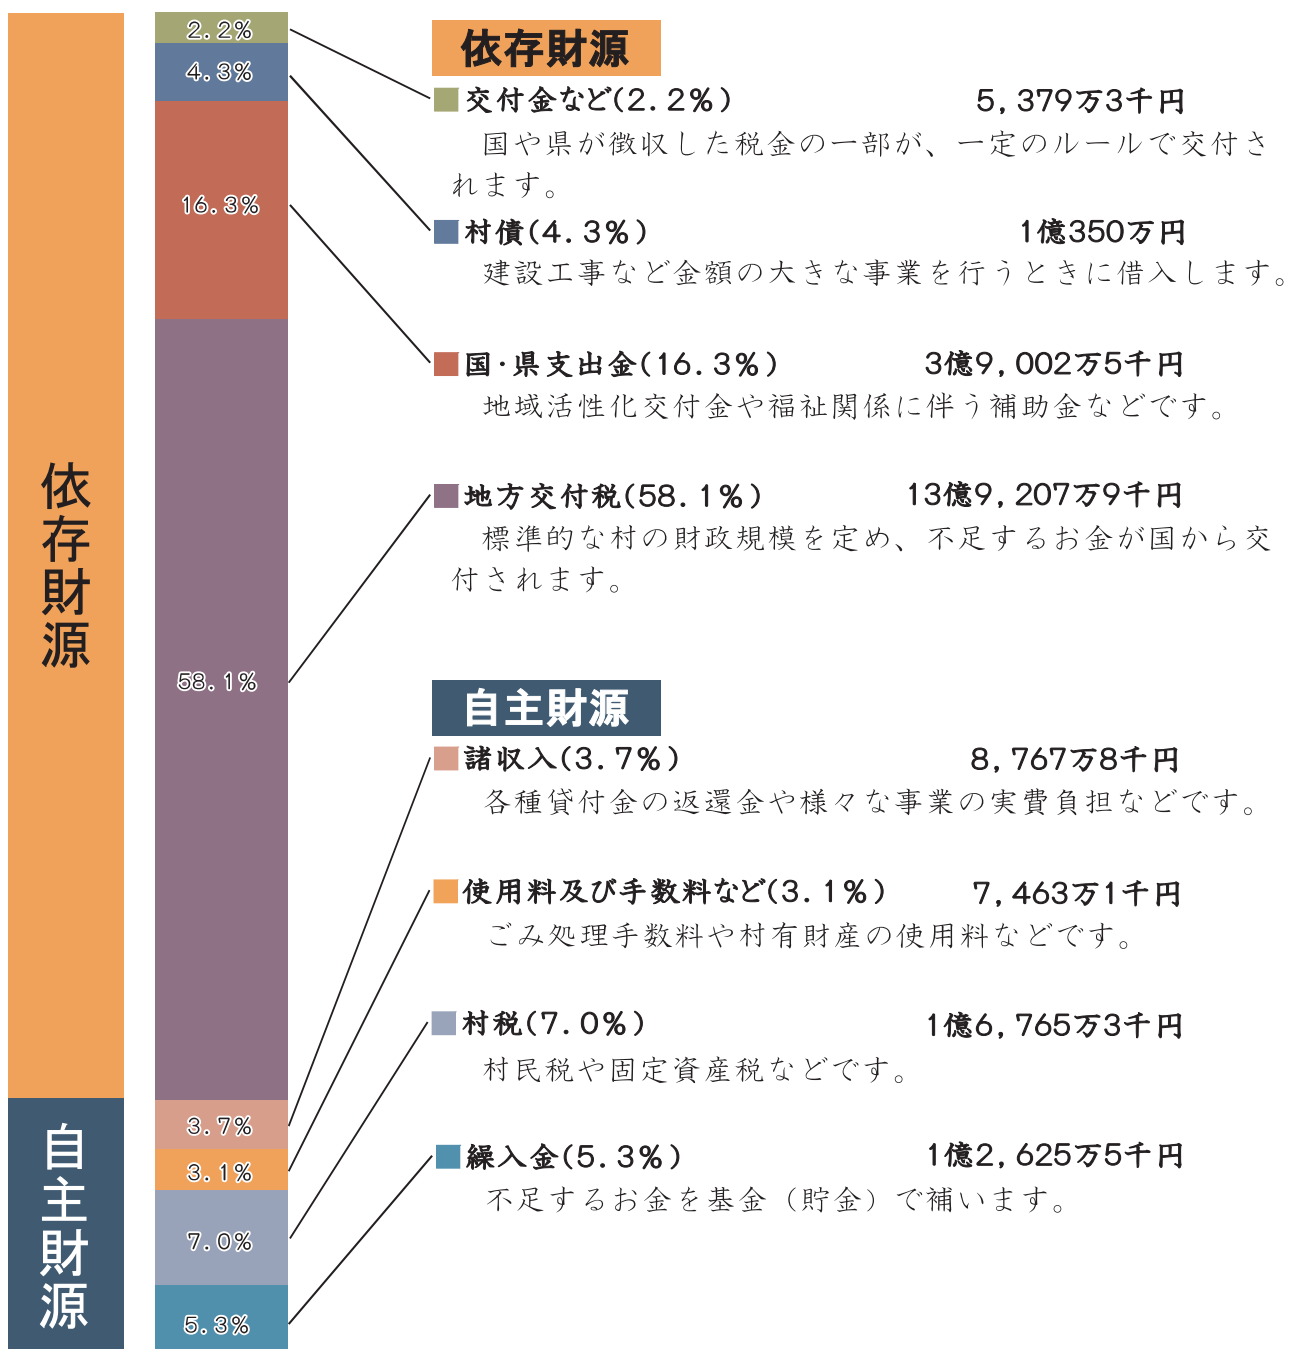 依存財源
自主財源
2.2%
4.3%
16.3%
58.1%
3.7%
3.1%
7.0%
5.3%
依存財源
交付金など(2.2%) 5,379万3千円
国や県が徴収した税金の一部が、一定のルールで交付さ
れます。
村債(4.3%) 1億350万円
建設工事など金額の大きな事業を行うときに借入します。
国・県支出金(16.3%) 3億9,002万5千円
地域活性化交付金や福祉関係に伴う補助金などです。
地方交付税(58.1%) 13億9,207万9千円
標準的な村の財政規模を定め、不足するお金が国から交
付されます。
自主財源
諸収入(3.7%) 8,767万8千円
各種貸付金の返還金や様々な事業の実費負担などです。
使用料及び手数料など(3.1%) 7,463万1千円
ごみ処理手数料や村有財産の使用料などです。
村税(7.0%) 1億6,765万3千円
村民税や固定資産税などです。
繰入金(5.3%) 1億2,625万5千円
不足するお金を基金（貯金）で補います。